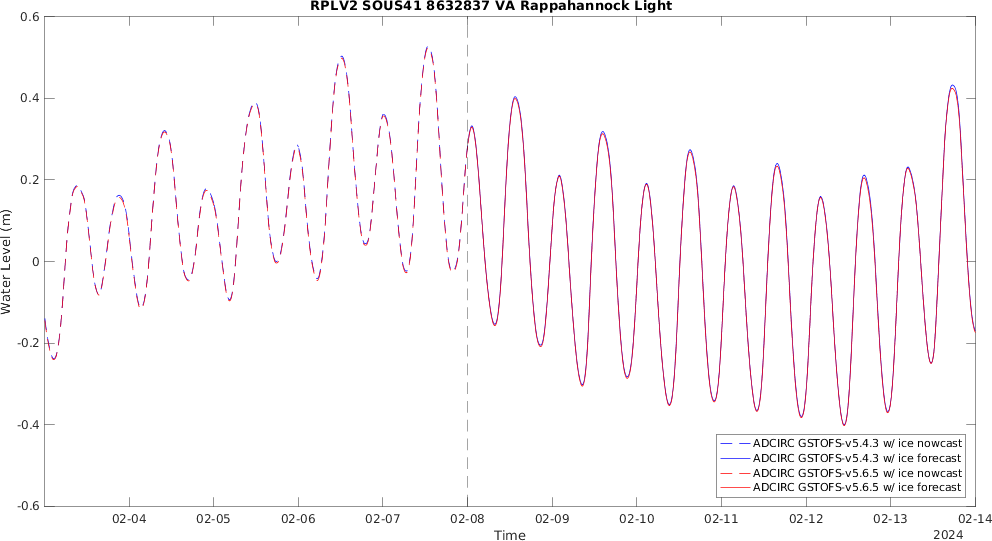 RPLV2 SOUS41 8632837 VA Rappahannock Light
0.6
0.4
0.2
0
-0.2
-0.4
-0.6
Water Level (m)
ADCIRC GSTOFS-v5.4.3 w/ ice nowcast
ADCIRC GSTOFS-v5.4.3 w/ ice forecast
ADCIRC GSTOFS-v5.6.5 w/ ice nowcast
ADCIRC GSTOFS-v5.6.5 w/ ice forecast
02-04 02-05 02-06 02-07 02-08 02-09 02-10 02-11 02-12 02-13 02-14
Time
2024